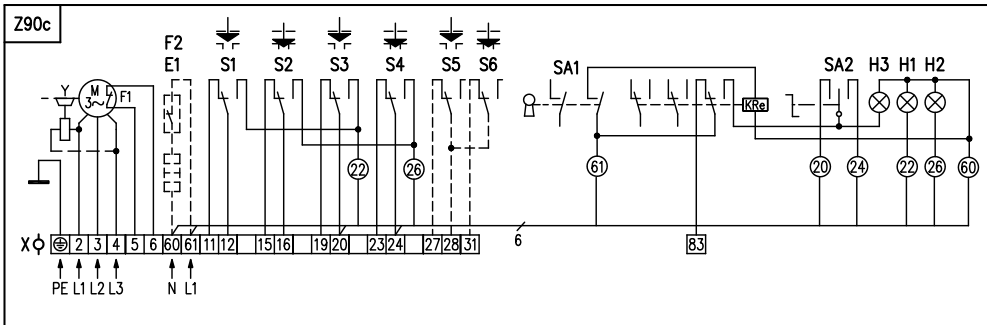 Z90c
F2
E1 S1 S2 S3 S4 S5 S6 SA1 SA2 H3 H1 H2
Y M 3~ F1
KRe
22 26 61 20 24 22 26 60
X 2 3 4 5 6 60 61 11 12 15 16 19 20 23 24 27 28 31 6 83
PE L1 L2 L3 N L1